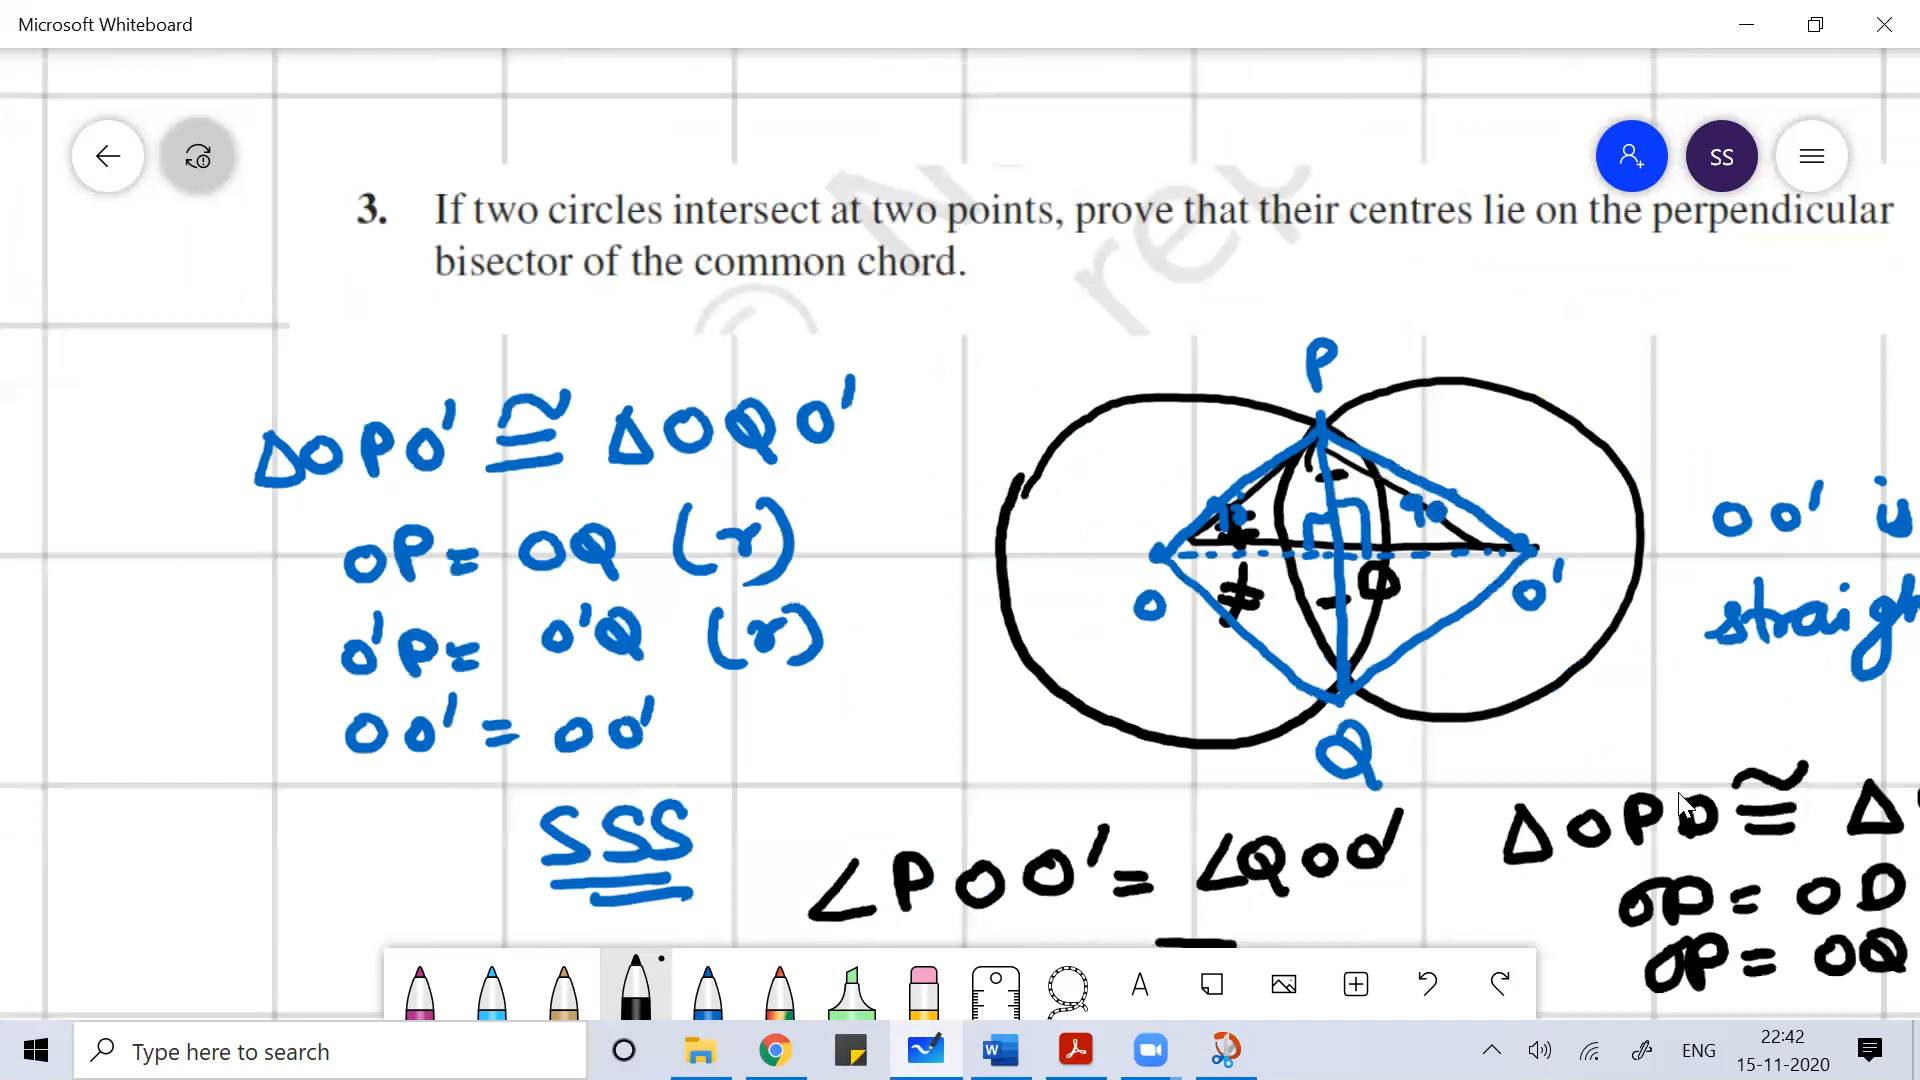 Microsoft Whiteboard
SS
3. If two circles intersect at two points, prove that their centres lie on the perpendicular
bisector of the common chord.
ΔOPO' ≅ ΔOQO'
OP = OQ (r)
O'P = O'Q (r)
OO' = OO'
SSS
P
90
O
D
O'
Q
OO' is
∠POO' = ∠QOO'
ΔOPD ≅ Δ
OD = OD
OP = OQ
A
Type here to search
ENG
22:42
15-11-2020